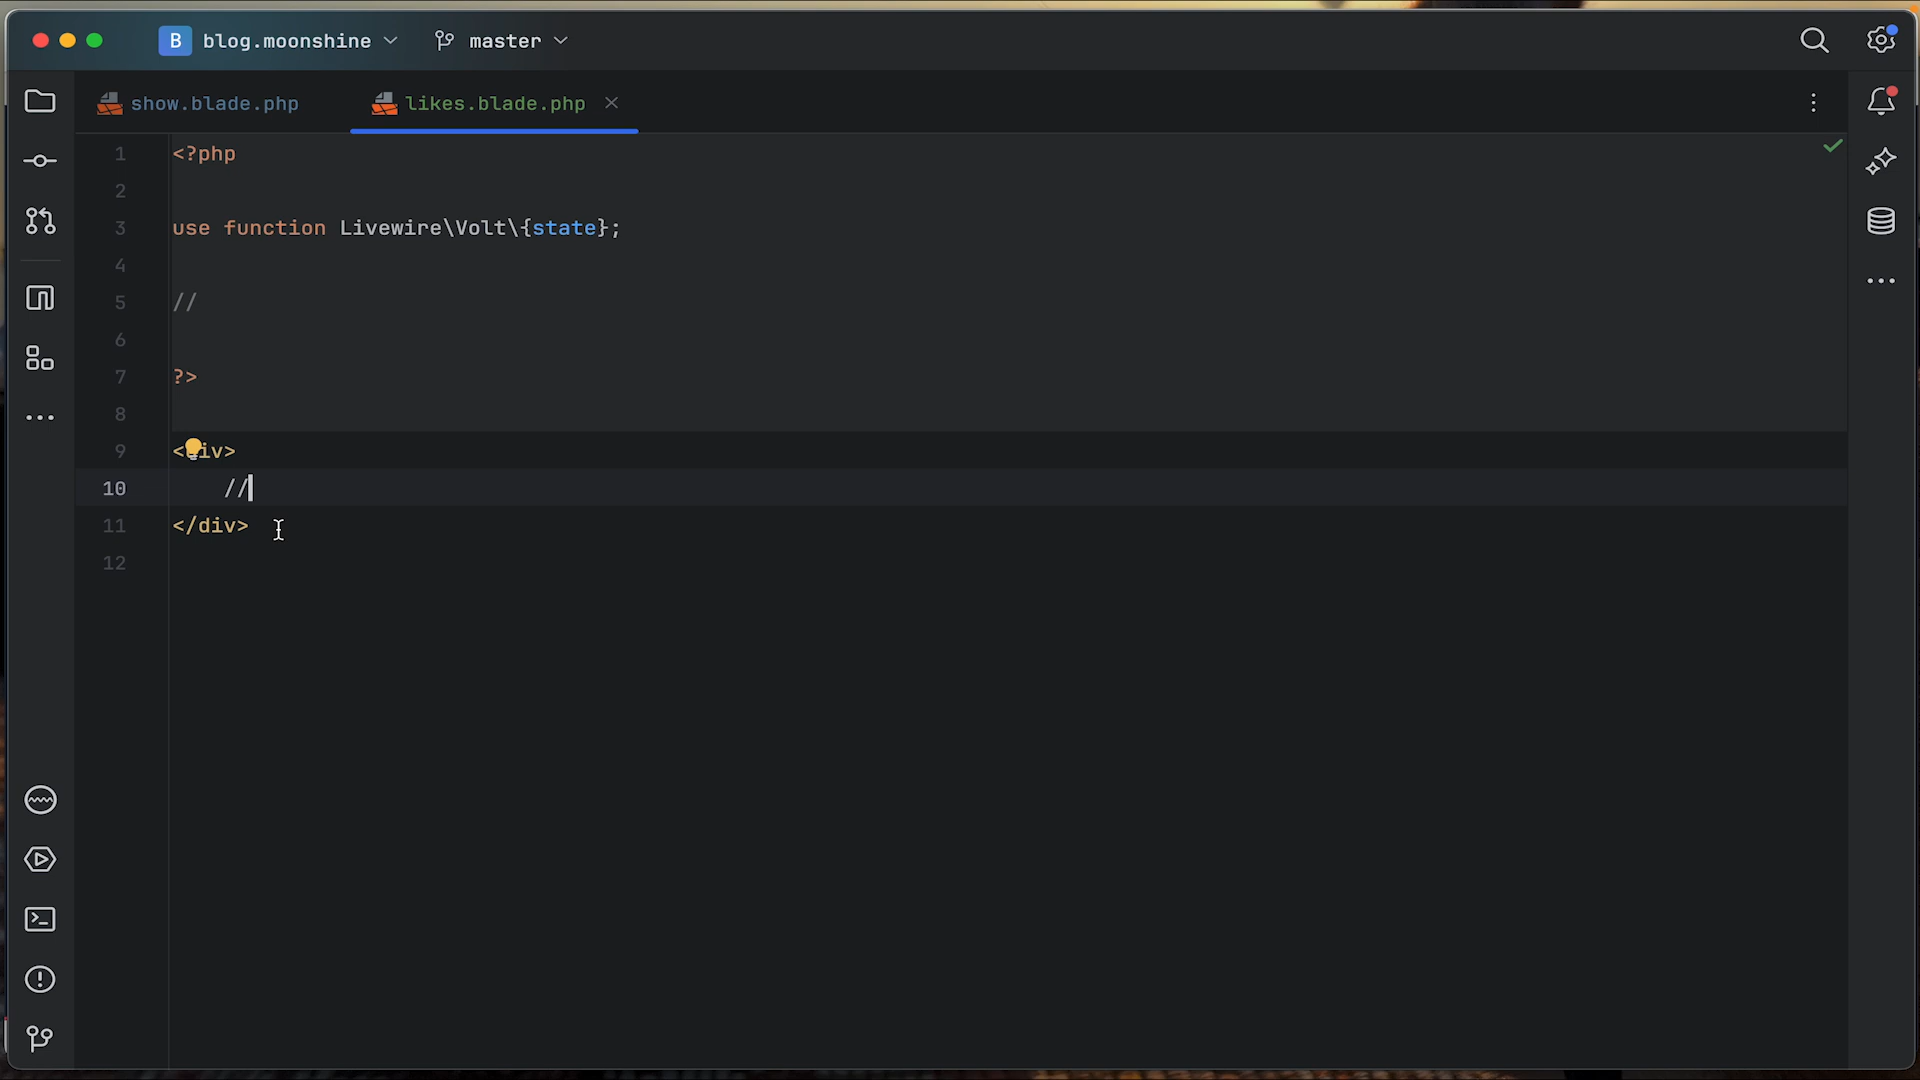 B blog.moonshine master
show.blade.php likes.blade.php
1 <?php
2
3 use function Livewire\Volt\{state};
4
5 //
6
7 ?>
8
9 <div>
10 //
11 </div>
12